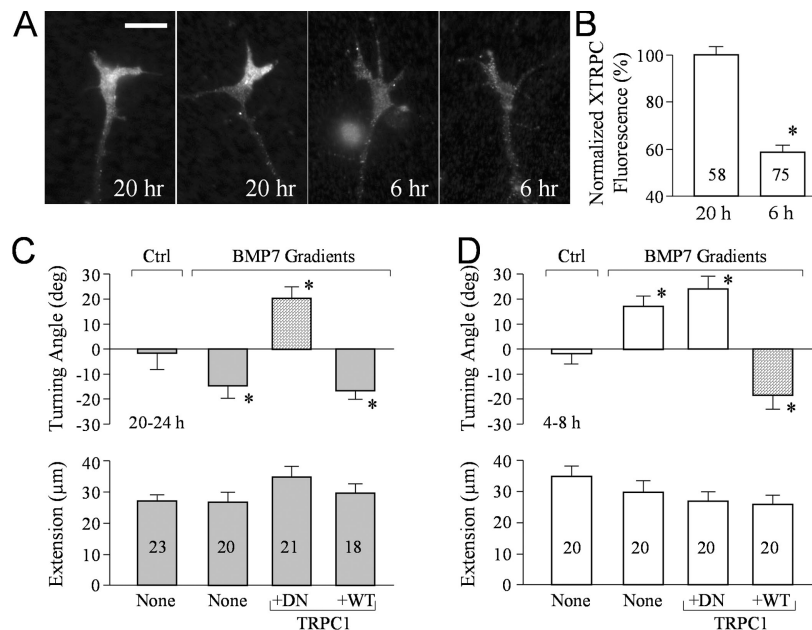 A
20 hr
20 hr
6 hr
6 hr
B
Normalized XTRPC
Fluorescence (%)
100
80
60
40
58
75
*
20 h
6 h
C
Ctrl
BMP7 Gradients
Turning Angle (deg)
30
20
10
0
-10
-20
-30
*
*
*
20-24 h
Extension (µm)
40
30
20
10
0
23
20
21
18
None
None
+DN
+WT
TRPC1
D
Ctrl
BMP7 Gradients
Turning Angle (deg)
30
20
10
0
-10
-20
-30
*
*
*
4-8 h
Extension (µm)
40
30
20
10
0
20
20
20
20
None
None
+DN
+WT
TRPC1